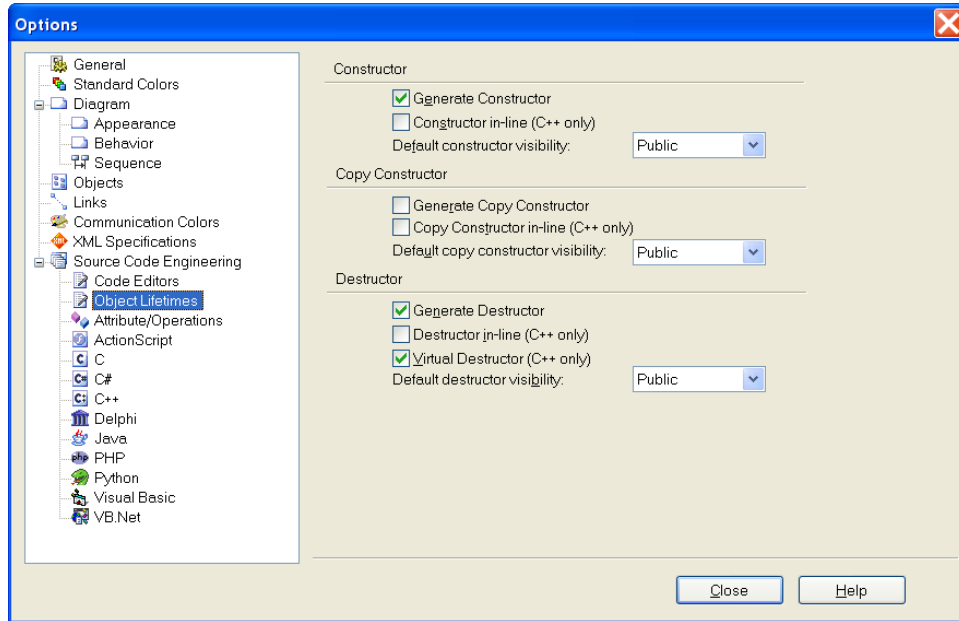 Options
General
Standard Colors
Diagram
Appearance
Behavior
Sequence
Objects
Links
Communication Colors
XML Specifications
Source Code Engineering
Code Editors
Object Lifetimes
Attribute/Operations
ActionScript
C
C#
C++
Delphi
Java
PHP
Python
Visual Basic
VB.Net
Constructor
Generate Constructor
Constructor in-line (C++ only)
Default constructor visibility: Public
Copy Constructor
Generate Copy Constructor
Copy Constructor in-line (C++ only)
Default copy constructor visibility: Public
Destructor
Generate Destructor
Destructor in-line (C++ only)
Virtual Destructor (C++ only)
Default destructor visibility: Public
Close Help